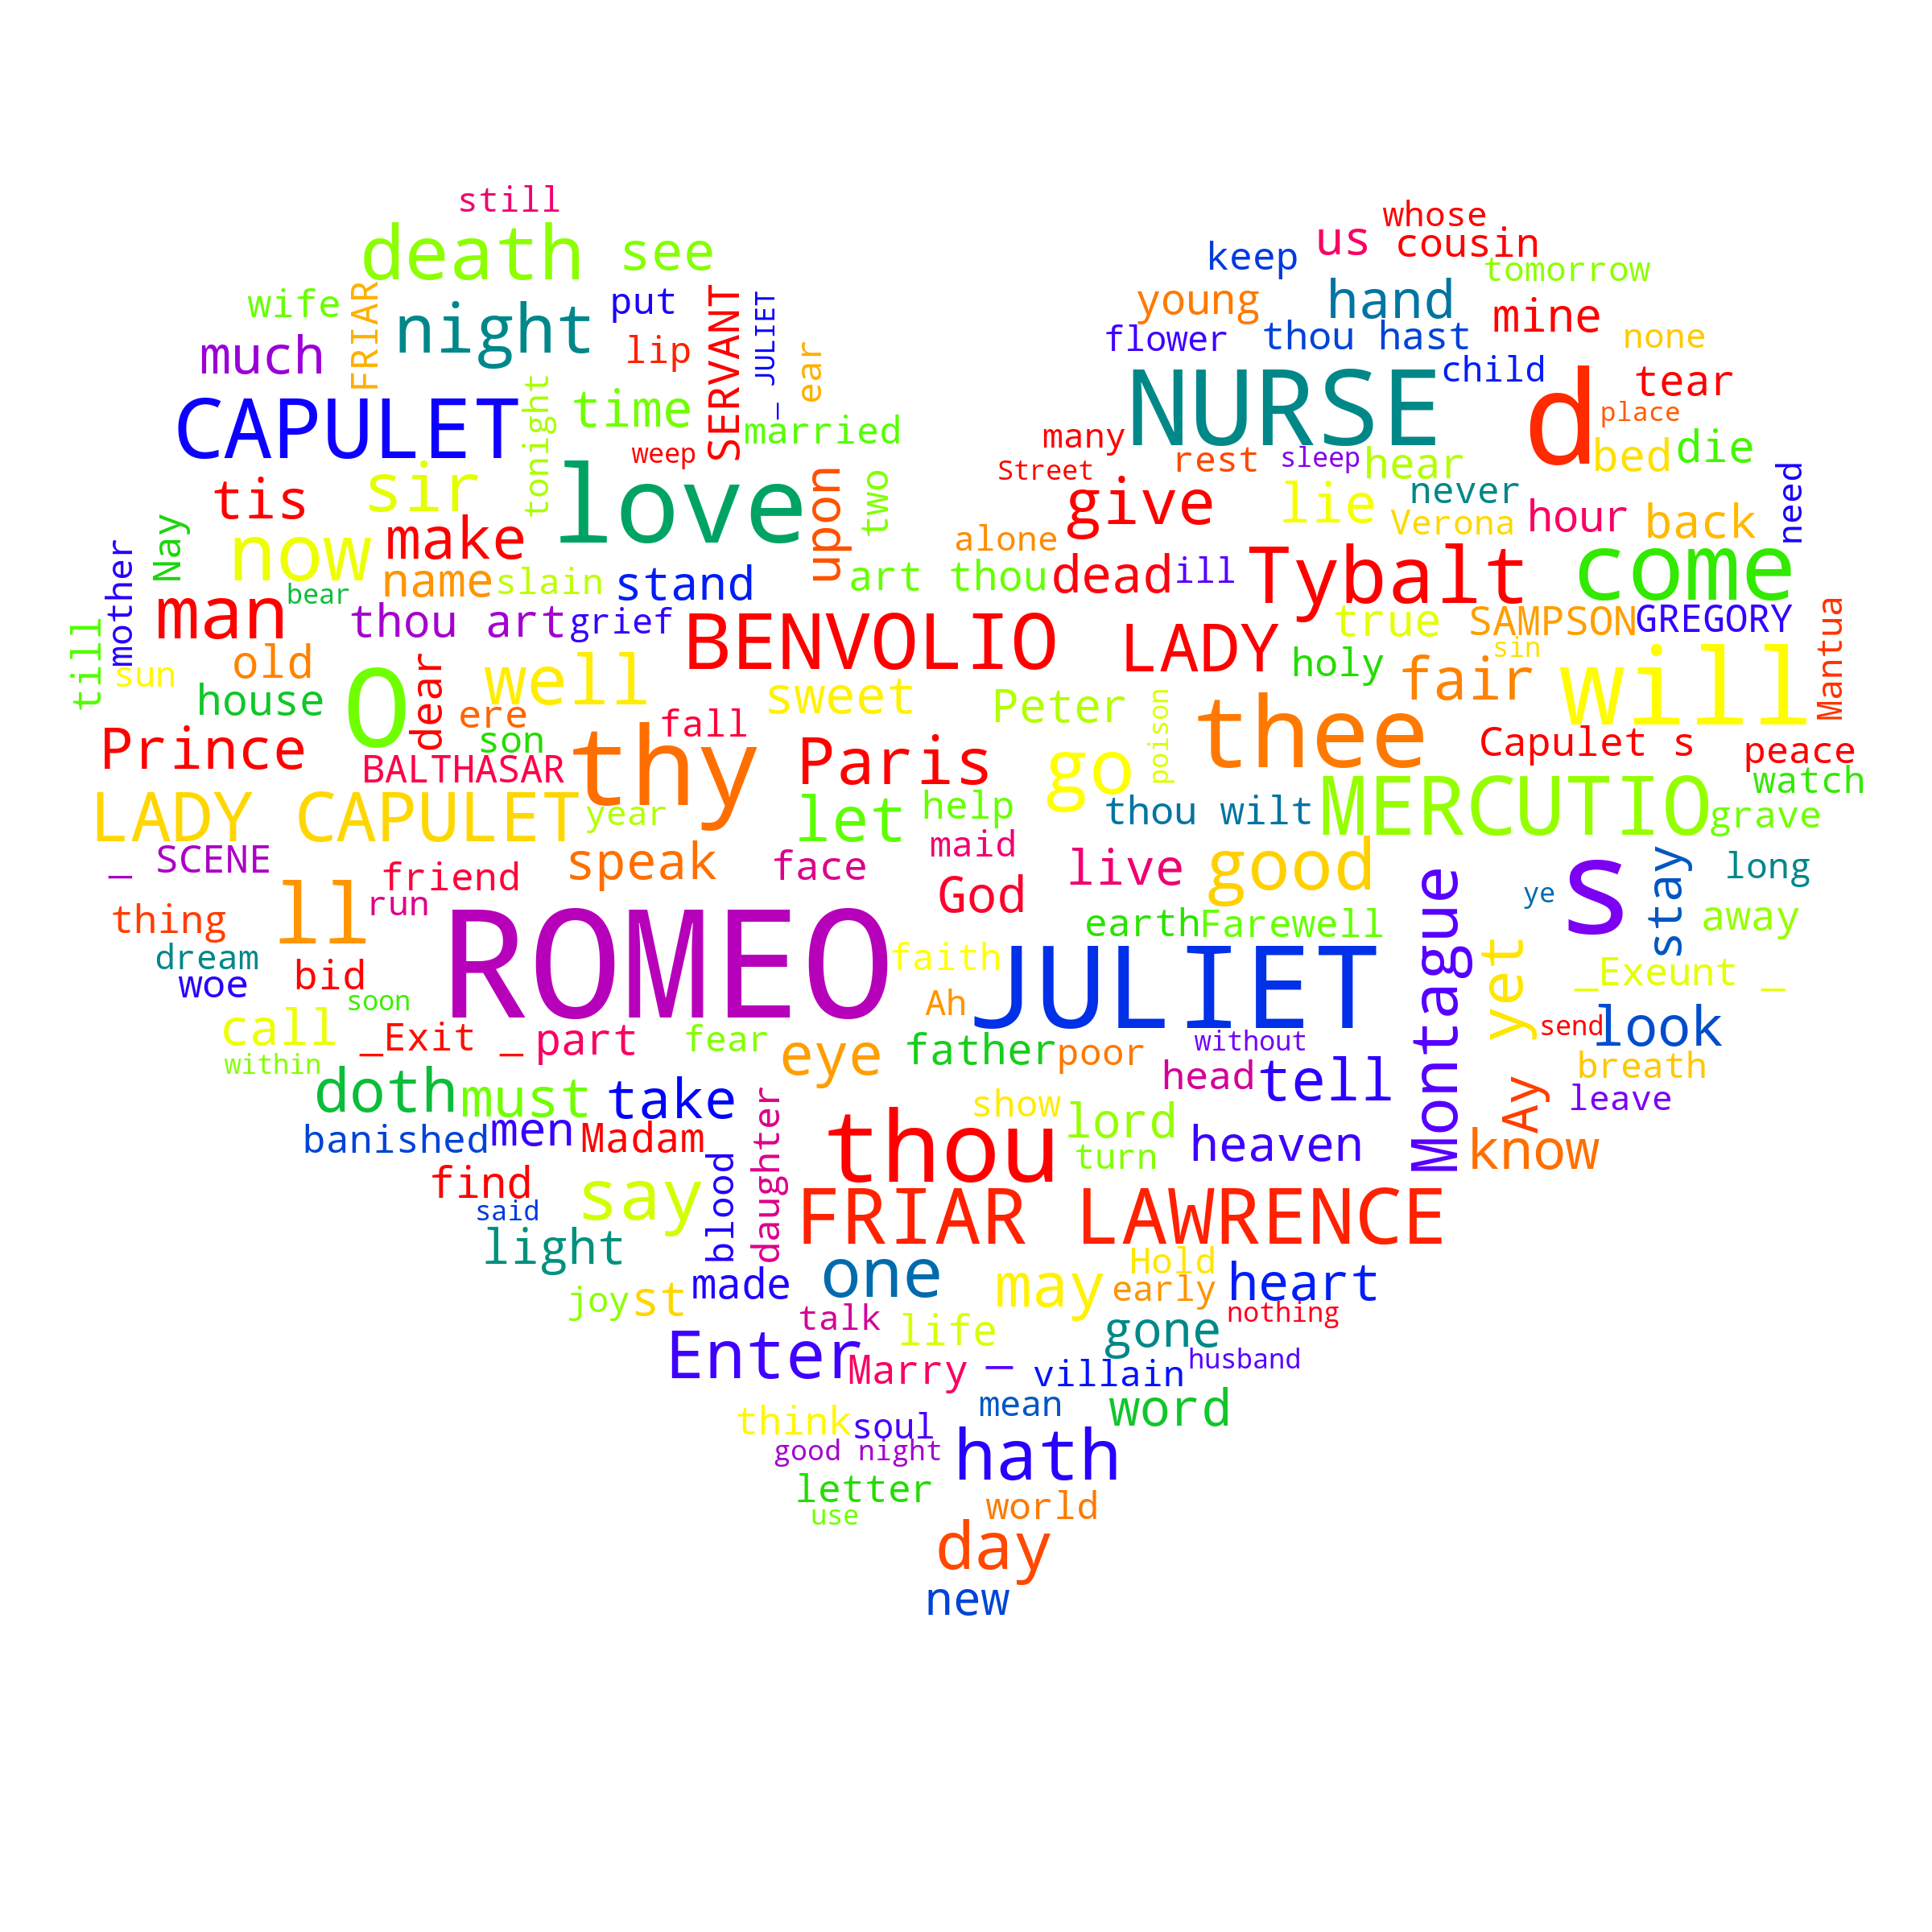 still
death see
whose
us cousin
keep
tomorrow
wife
FRIAR
night
put
SERVANT
_ JULIET
young
hand
mine
much
lip
ear
flower
thou hast
none
CAPULET
tonight
time
married
NURSE
child
d
tear
place
many
weep
tis
sir
love
upon
two
Street
rest
sleep
hear
bed
die
give
lie
never
need
Verona
hour
back
Nay
mother
now
make
alone
name
slain
stand
art thou
dead
ill
Tybalt
come
bear
man
thou art
grief
BENVOLIO
LADY
true
SAMPSON
GREGORY
Mantua
till
sun
old
dear
well
holy
sin
fair
will
house
O
sweet
Peter
poison
thee
ere
son
fall
thy
Prince
BALTHASAR
Paris
go
Capulet s
peace
LADY CAPULET
year
let
help
thou wilt
MERCUTIO
watch
grave
_ SCENE
friend
speak
face
maid
live
good
Montague
s
stay
long
ye
thing
ll
run
God
earth
Farewell
yet
away
ROMEO
dream
faith
JULIET
woe
bid
soon
Ah
_Exeunt _
call
_Exit _
part
fear
eye
father
poor
without
send
look
within
breath
doth
must
take
daughter
head
tell
Ay
leave
show
banished
men
Madam
thou
lord
heaven
know
turn
find
blood
say
said
FRIAR LAWRENCE
light
one
Hold
made
may
early
heart
joy
st
talk
life
nothing
gone
Enter
Marry
_
villain
husband
mean
word
think
soul
good night
hath
letter
world
use
day
new